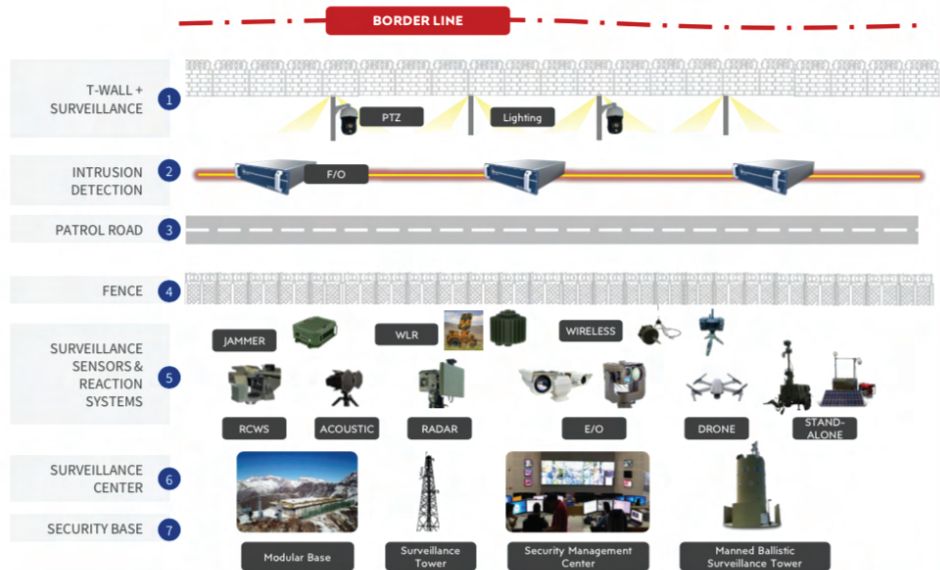 BORDER LINE
T-WALL +
SURVEILLANCE
1
PTZ
Lighting
INTRUSION
DETECTION
2
F/O
PATROL ROAD
3
FENCE
4
SURVEILLANCE
SENSORS &
REACTION
SYSTEMS
5
JAMMER
WLR
WIRELESS
RCWS
ACOUSTIC
RADAR
E/O
DRONE
STAND-
ALONE
SURVEILLANCE
CENTER
6
SECURITY BASE
7
Modular Base
Surveillance
Tower
Security Management
Center
Manned Ballistic
Surveillance Tower